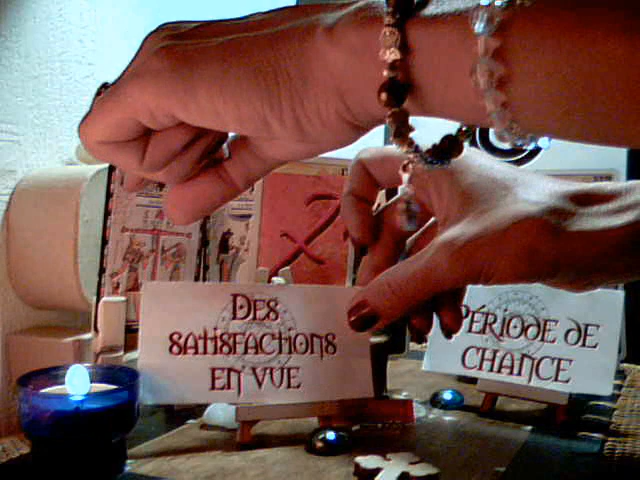 Des
satisfactions
en vue
Période de
chance